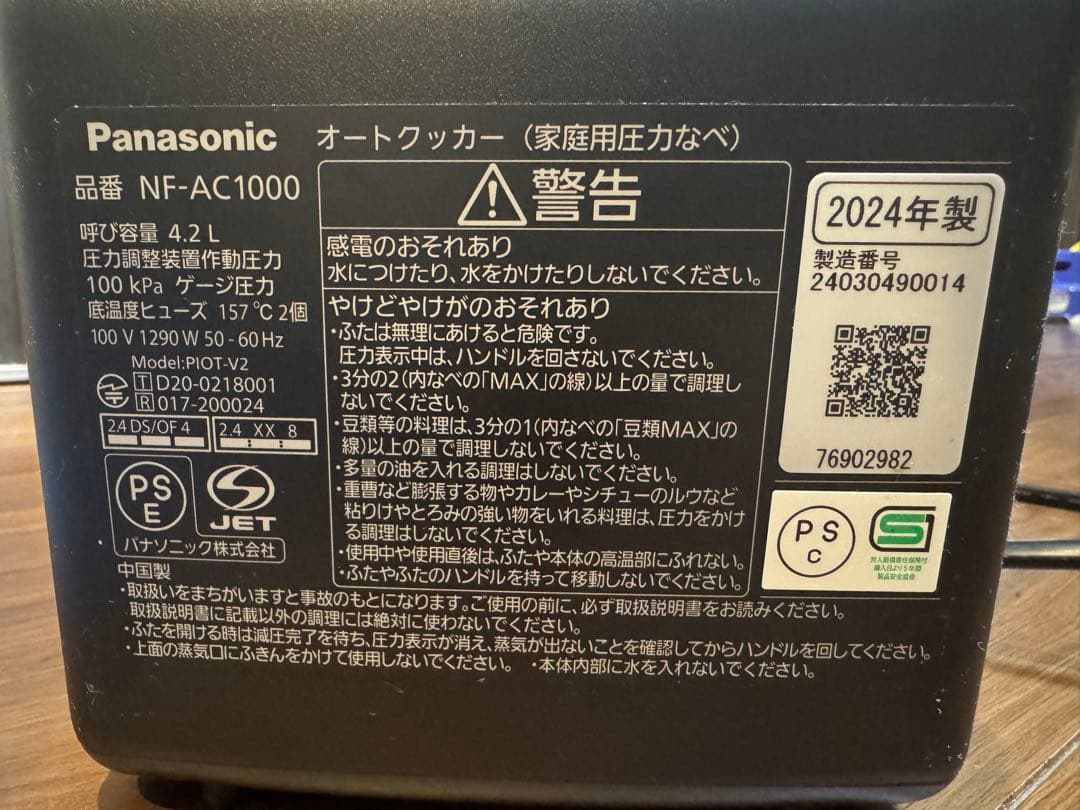 Panasonic オートクッカー（家庭用圧力なべ）
品番 NF-AC1000
呼び容量 4.2 L
圧力調整装置作動圧力
100 kPa ゲージ圧力
底温度ヒューズ 157 ℃ 2個
100 V 1290 W 50 - 60 Hz
Model:PIOT-V2
T D20-0218001
R 017-200024
2.4 DS/OF 4
2.4 XX 8
PS
E
JET
パナソニック株式会社
中国製
警告
感電のおそれあり
水につけたり、水をかけたりしないでください。
やけどやけがのおそれあり
・ふたは無理にあけると危険です。
圧力表示中は、ハンドルを回さないでください。
・3分の2（内なべの「MAX」の線）以上の量で調理し
ないでください。
・豆類等の料理は、3分の1（内なべの「豆類MAX」の
線）以上の量で調理しないでください。
・多量の油を入れる調理はしないでください。
・重曹など膨張する物やカレーやシチューのルウなど
粘りけやとろみの強い物をいれる料理は、圧力をかけ
る調理はしないでください。
・使用中や使用直後は、ふたや本体の高温部にふれない。
・ふたやふたのハンドルを持って移動しないでください。
2024年製
製造番号
24030490014
76902982
PS
C
S
対人賠償責任保険付
購入日より5年間
製品安全協会
・取扱いをまちがいますと事故のもとになります。ご使用の前に、必ず取扱説明書をお読みください。
取扱説明書に記載以外の調理には絶対に使わないでください。
・ふたを開ける時は減圧完了を待ち、圧力表示が消え、蒸気が出ないことを確認してからハンドルを回してください。
・上面の蒸気口にふきんをかけて使用しないでください。 ・本体内部に水を入れないでください。